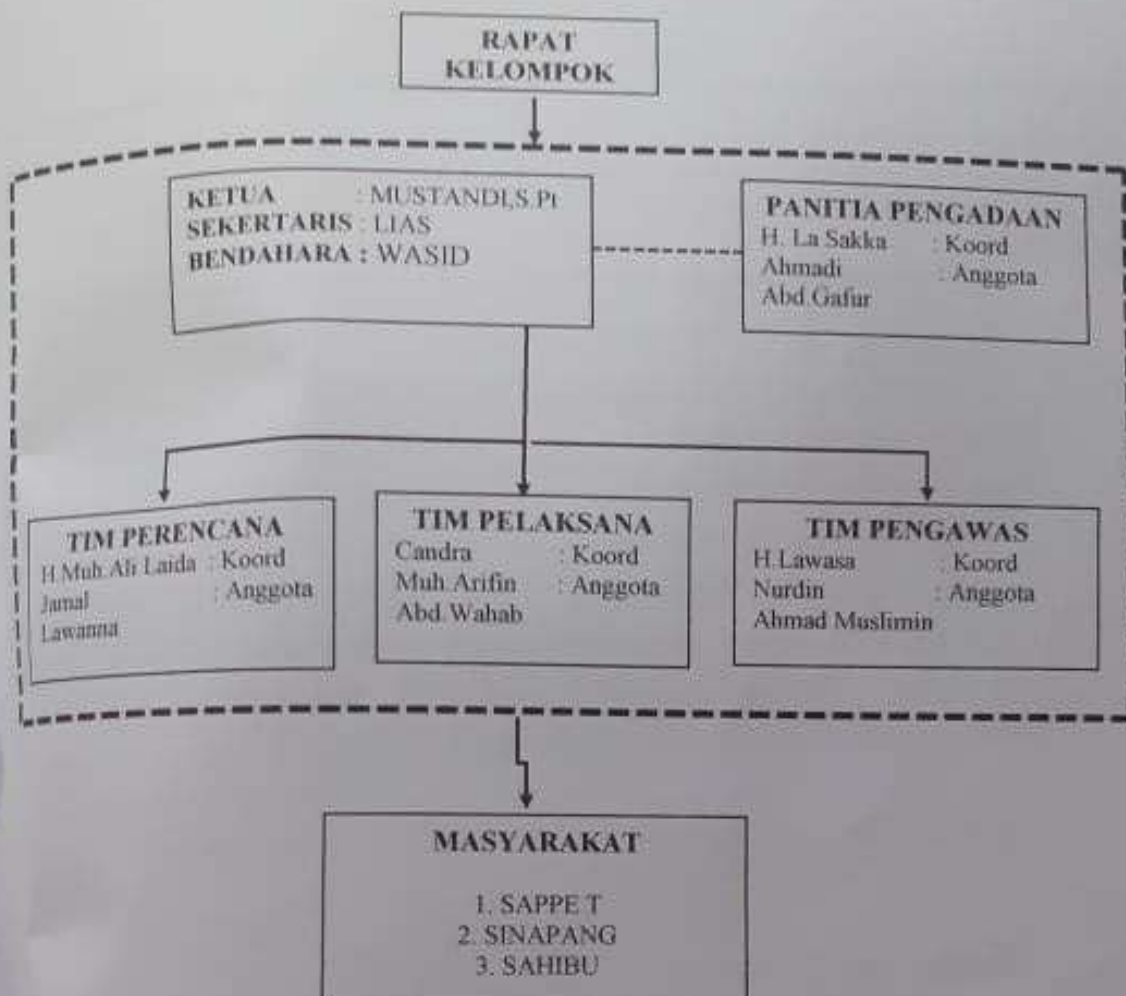 RAPAT
KELOMPOK
KETUA : MUSTANDI,S.Pt
SEKERTARIS : LIAS
BENDAHARA : WASID
PANITIA PENGADAAN
H. La Sakka : Koord
Ahmadi : Anggota
Abd.Gafur
TIM PERENCANA
H.Muh.Ali Laida : Koord
Jamal : Anggota
Lawanna
TIM PELAKSANA
Candra : Koord
Muh.Arifin : Anggota
Abd.Wahab
TIM PENGAWAS
H.Lawasa : Koord
Nurdin : Anggota
Ahmad Muslimin
MASYARAKAT
1. SAPPE T
2. SINAPANG
3. SAHIBU